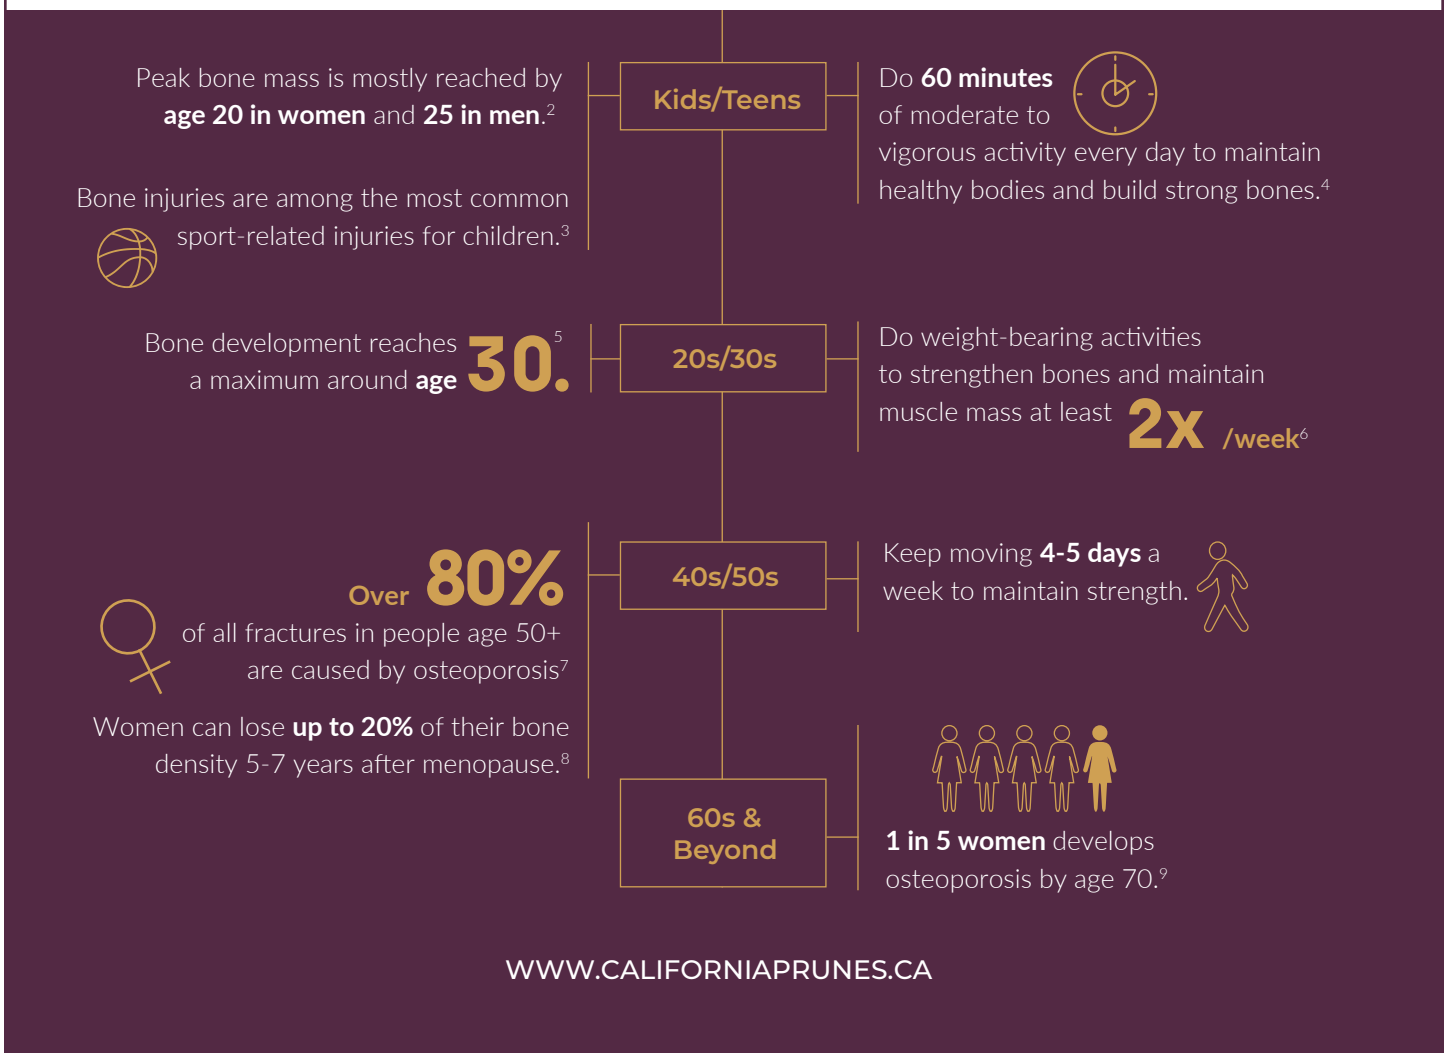 Peak bone mass is mostly reached by
age 20 in women and 25 in men.2
Bone injuries are among the most common
sport-related injuries for children.3
Kids/Teens
Do 60 minutes
of moderate to
vigorous activity every day to maintain
healthy bodies and build strong bones.4
Bone development reaches
a maximum around age 30.5
20s/30s
Do weight-bearing activities
to strengthen bones and maintain
muscle mass at least 2x /week6
Over 80%
of all fractures in people age 50+
are caused by osteoporosis7
Women can lose up to 20% of their bone
density 5-7 years after menopause.8
40s/50s
Keep moving 4-5 days a
week to maintain strength.
60s &
Beyond
1 in 5 women develops
osteoporosis by age 70.9
WWW.CALIFORNIAPRUNES.CA